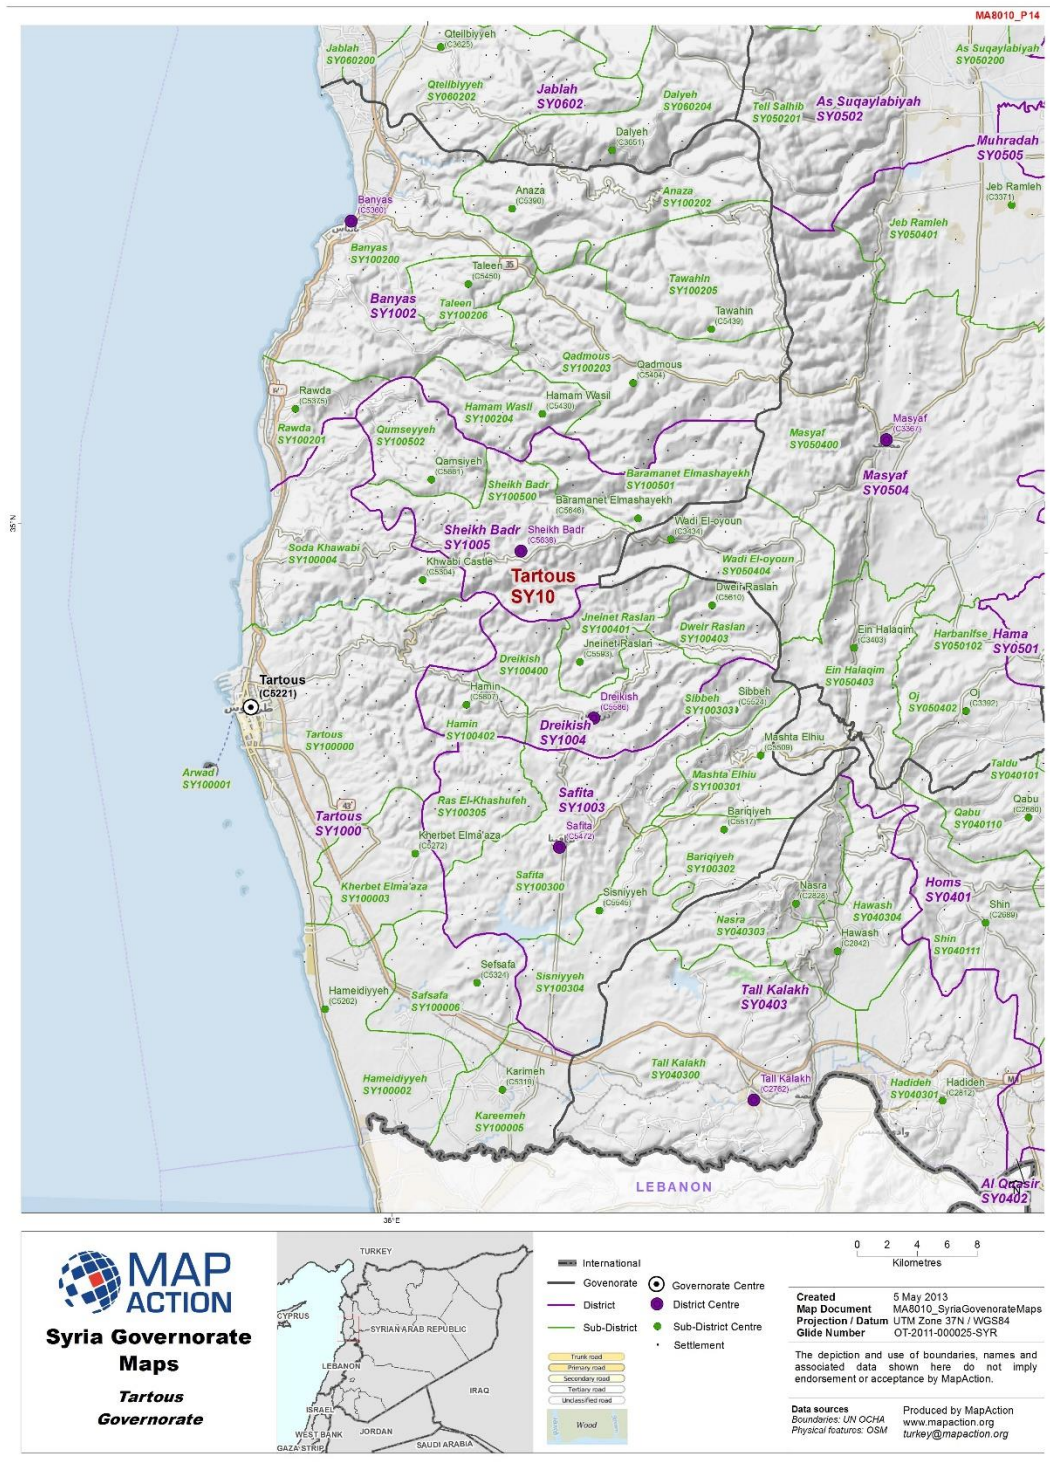 MA8010_P14
Jablah
SY060200
Qteilbiyyeh
(C3625)
As Suqaylabiyah
SY050200
Qteilbiyyeh
SY060202
Jablah
SY0602
Dalyeh
SY060204
Tell Salhib
SY050201
As Suqaylabiyah
SY0502
Dalyeh
(C3651)
Muhradah
SY0505
Banyas
(C5360)
بانياس
Anaza
(C5390)
Anaza
SY100202
Jeb Ramleh
(C3371)
Jeb Ramleh
SY050401
Banyas
SY100200
Taleen
(C5450)
35
Banyas
SY1002
Taleen
SY100206
Tawahin
SY100205
Tawahin
(C5439)
Qadmous
SY100203
Qadmous
(C5404)
Rawda
(C5375)
Hamam Wasil
(C5430)
Hamam Wasil
SY100204
Rawda
SY100201
Qumseyyeh
SY100502
Masyaf
(C3367)
Masyaf
SY050400
Qamsiyeh
(C5661)
Sheikh Badr
SY100500
Baramanet Elmashayekh
SY100501
Masyaf
SY0504
Baramanet Elmashayekh
(C5646)
35°N
Sheikh Badr
SY1005
Sheikh Badr
(C5638)
Wadi El-oyoun
(C3434)
Soda Khawabi
SY100004
Khwabi Castle
(C5304)
Wadi El-oyoun
SY050404
Tartous
SY10
Dweir Raslan
(C5610)
Jneinet Raslan
SY100401
Dweir Raslan
SY100403
Ein Halaqim
(C3403)
Harbanifse
SY050102
Hama
SY0501
Dreikish
SY100400
Jneinet Raslan
(C5593)
Ein Halaqim
SY050403
Tartous
(C5221)
طرطوس
Hamin
(C5607)
Dreikish
(C5586)
Sibbeh
SY100303
Sibbeh
(C5524)
Oj
SY050402
Oj
(C3392)
Hamin
SY100402
Dreikish
SY1004
Tartous
SY100000
Mashta Elhiu
(C5509)
Arwad
SY100001
Mashta Elhiu
SY100301
Taldu
SY040101
Safita
SY1003
Ras El-Khashufeh
SY100305
43
Tartous
SY1000
Bariqiyeh
(C5517)
Qabu
(C2680)
Qabu
SY040110
Kherbet Elma'aza
(C5272)
Safita
(C5472)
Bariqiyeh
SY100302
Safita
SY100300
Kherbet Elma'aza
SY100003
Sisniyyeh
(C5545)
Nasra
(C2828)
Homs
SY0401
Hawash
SY040304
Shin
(C2689)
Nasra
SY040303
Hawash
(C2842)
Shin
SY040111
Sefsafa
(C5324)
Sisniyyeh
SY100304
Hameidiyyeh
(C5202)
Safsafa
SY100006
Tall Kalakh
SY0403
Tall Kalakh
SY040300
Karimeh
(C5319)
Hameidiyyeh
SY100002
Tall Kalakh
(C2762)
M1
Hadideh
SY040301
Hadideh
(C2812)
Kareemeh
SY100005
LEBANON
Al Qusair
SY0402
36°E
MAP
ACTION
Syria Governorate
Maps
Tartous
Governorate
TURKEY
CYPRUS
SYRIAN ARAB REPUBLIC
LEBANON
IRAQ
ISRAEL
WEST BANK
JORDAN
GAZA STRIP
SAUDI ARABIA
International
Govenorate
District
Sub-District
Governorate Centre
District Centre
Sub-District Centre
Settlement
Trunk road
Primary road
Secondary road
Tertiary road
Unclassified road
Wood
0 2 4 6 8
Kilometres
Created 5 May 2013
Map Document MA8010_SyriaGovenorateMaps
Projection / Datum UTM Zone 37N / WGS84
Glide Number OT-2011-000025-SYR
The depiction and use of boundaries, names and
associated data shown here do not imply
endorsement or acceptance by MapAction.
Data sources
Boundaries: UN OCHA
Physical features: OSM
Produced by MapAction
www.mapaction.org
turkey@mapaction.org